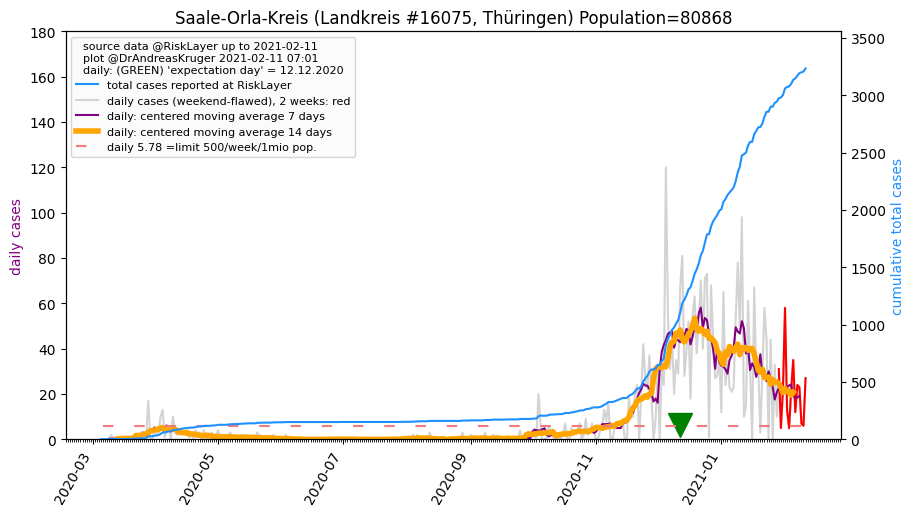 Saale-Orla-Kreis (Landkreis #16075, Thüringen) Population=80868
source data @RiskLayer up to 2021-02-11
plot @DrAndreasKruger 2021-02-11 07:01
daily: (GREEN) 'expectation day' = 12.12.2020
total cases reported at RiskLayer
daily cases (weekend-flawed), 2 weeks: red
daily: centered moving average 7 days
daily: centered moving average 14 days
daily 5.78 =limit 500/week/1mio pop.
daily cases
180
160
140
120
100
80
60
40
20
0
3500
3000
2500
2000
1500
1000
500
0
cumulative total cases
2020-03
2020-05
2020-07
2020-09
2020-11
2021-01